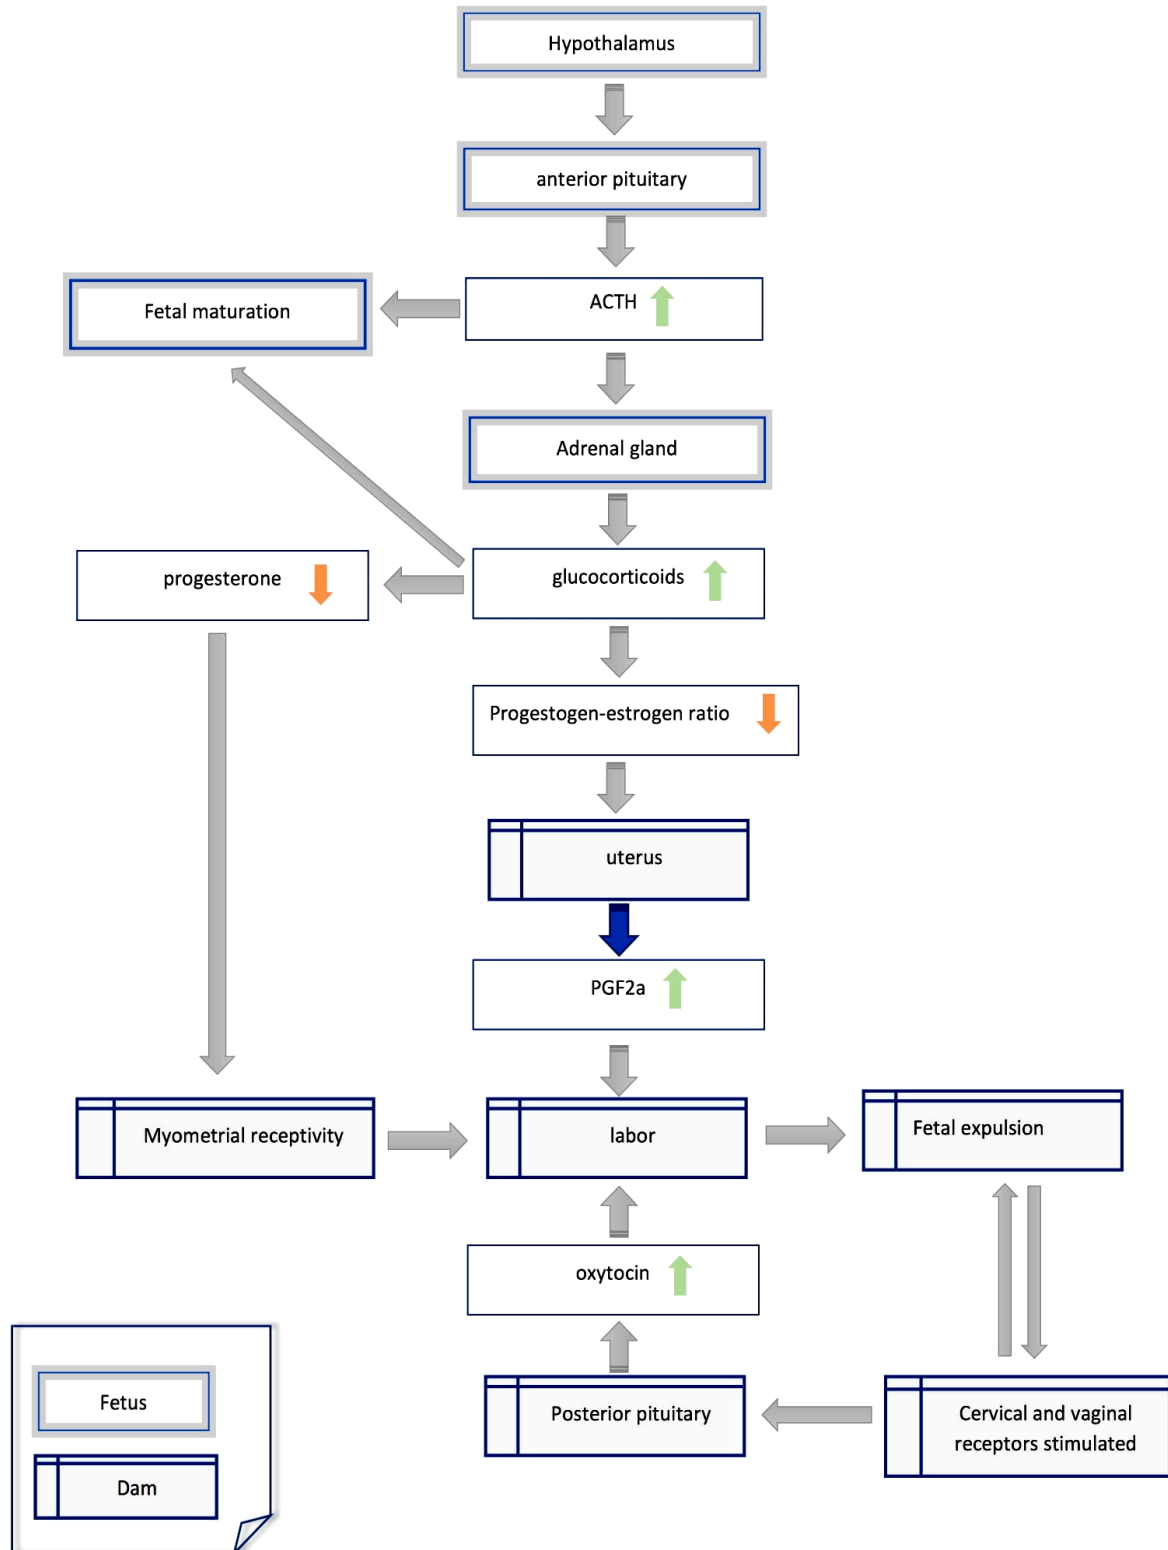 Hypothalamus
anterior pituitary
ACTH
Fetal maturation
Adrenal gland
progesterone
glucocorticoids
Progestogen-estrogen ratio
uterus
PGF2a
Myometrial receptivity
labor
Fetal expulsion
oxytocin
Posterior pituitary
Cervical and vaginal
receptors stimulated
Fetus
Dam